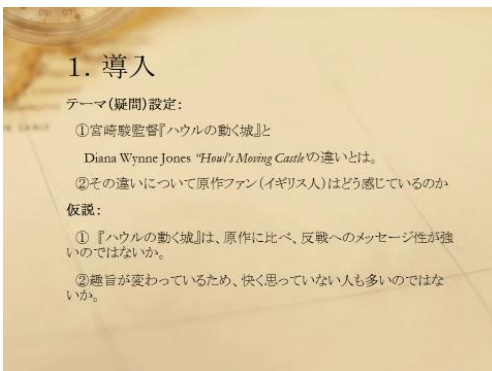 1. 導入
テーマ(疑問)設定:
①宮崎駿監督『ハウルの動く城』と
Diana Wynne Jones “Howl's Moving Castle”の違いとは。
②その違いについて原作ファン(イギリス人)はどう感じているのか
仮説:
① 『ハウルの動く城』は、原作に比べ、反戦へのメッセージ性が強
いのではないか。
②趣旨が変わっているため、快く思っていない人も多いのではな
いか。